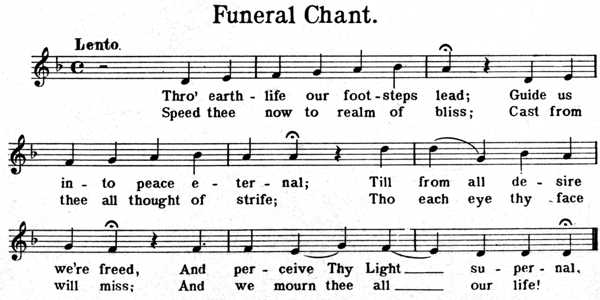 Funeral Chant.
Lento.
Thro' earth - life our foot - steps lead; Guide us
Speed thee now to realm of bliss; Cast from
in - to peace e - ter - nal; Till from all de - sire
thee all thought of strife; Tho each eye thy - face
we're freed, And per - ceive Thy Light ____ su - per - nal.
will miss; And we mourn thee all ____ our life!